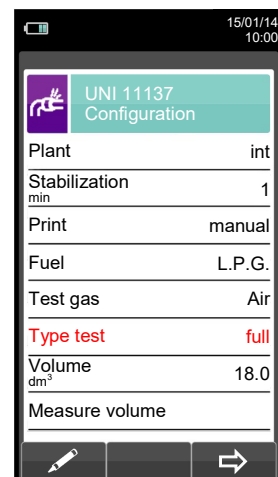 15/01/14
10:00
UNI 11137
Configuration
Plant int
Stabilization 1
min
Print manual
Fuel L.P.G.
Test gas Air
Type test full
Volume 18.0
dm³
Measure volume